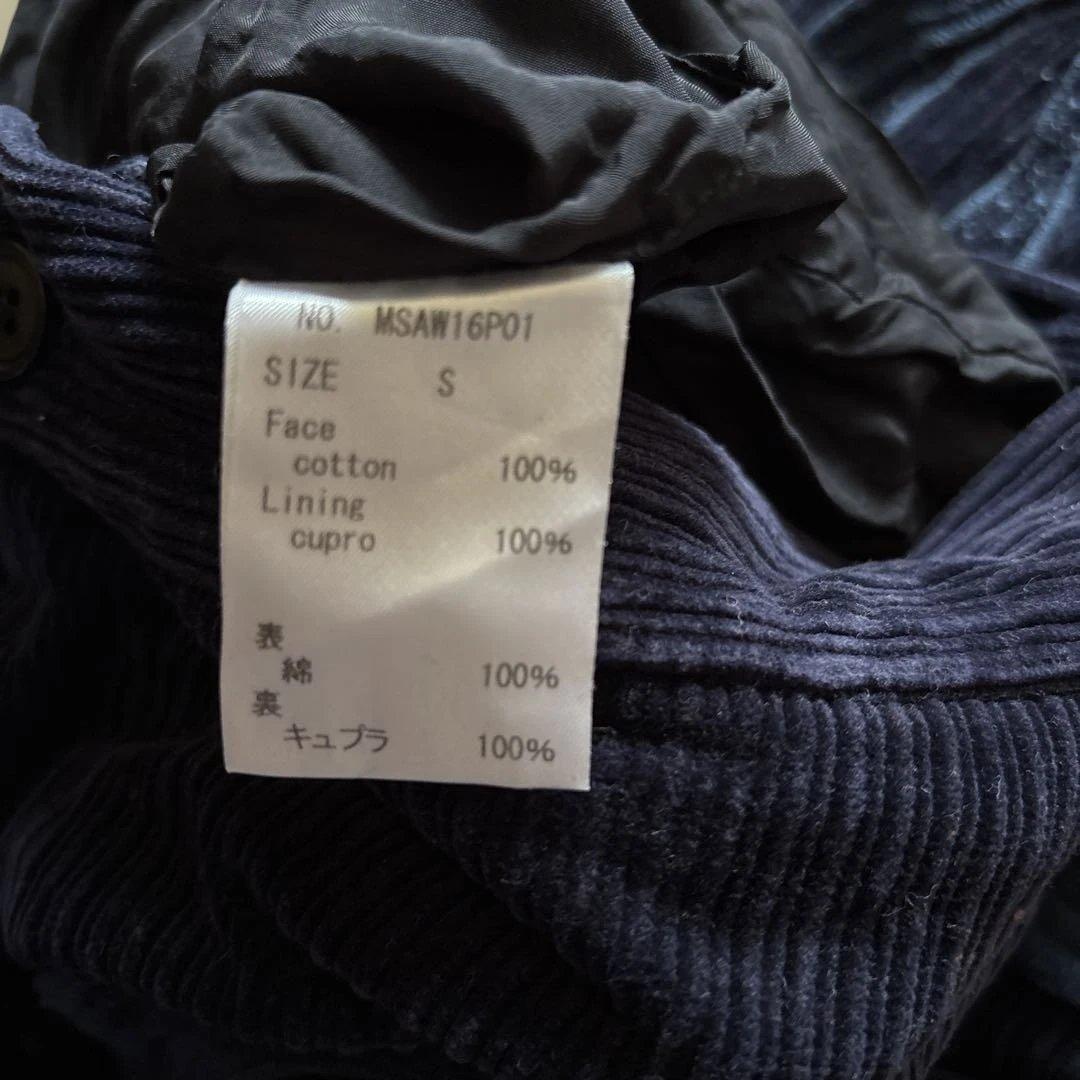 NO. MSAW16P01
SIZE S
Face
cotton 100%
Lining
cupro 100%
表
綿 100%
裏
キュプラ 100%